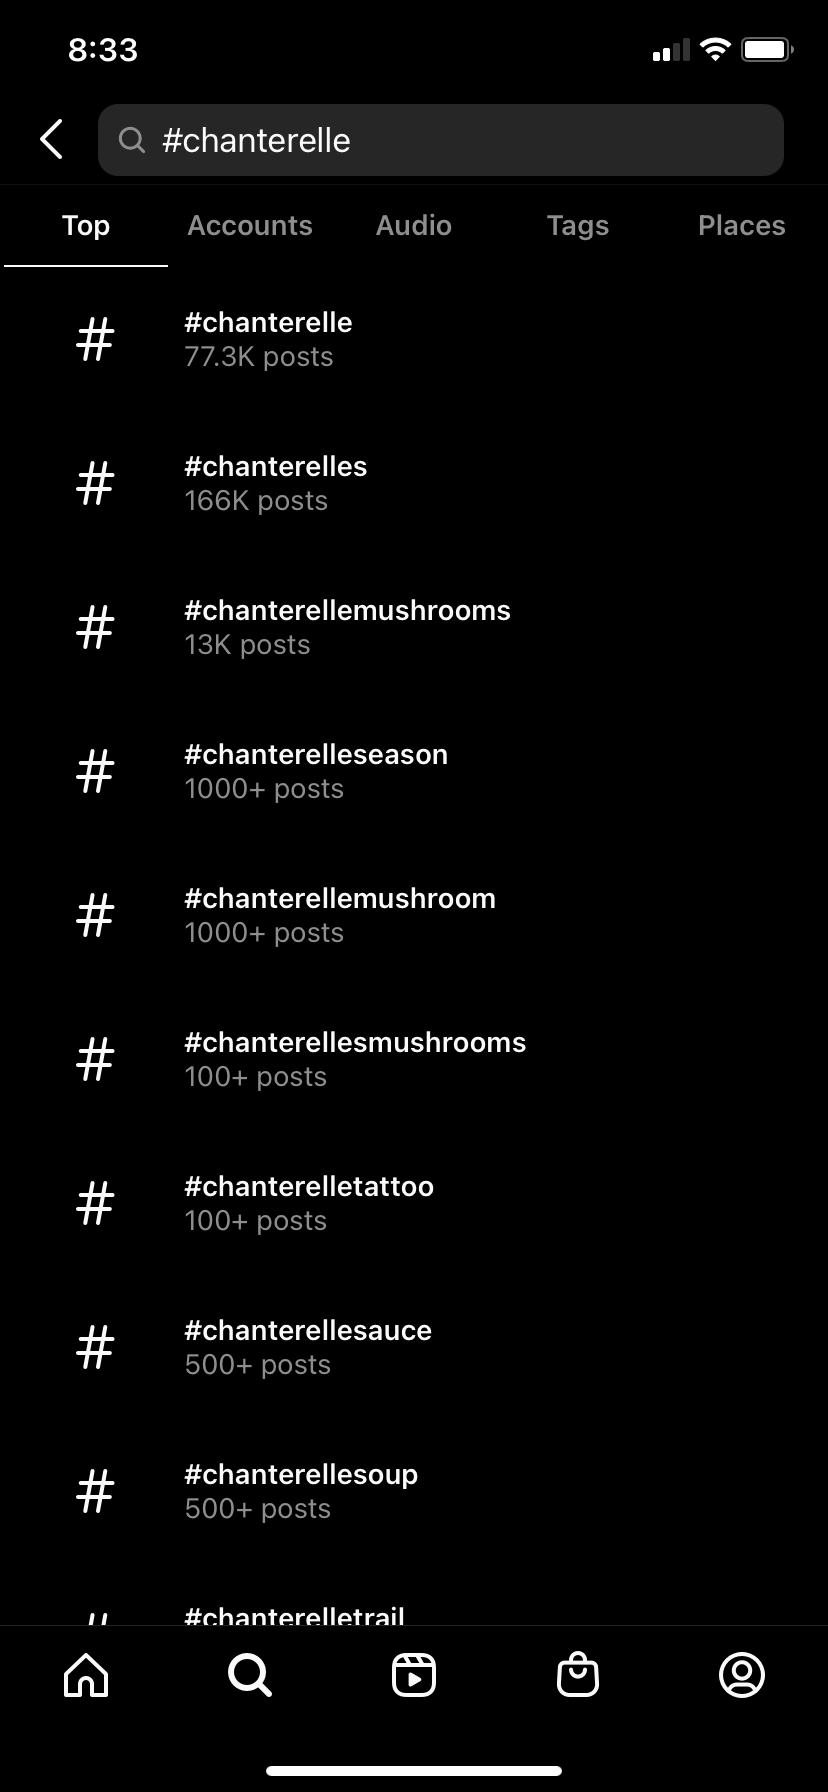 8:33
#chanterelle
Top Accounts Audio Tags Places
#chanterelle
77.3K posts
#chanterelles
166K posts
#chanterellemushrooms
13K posts
#chanterelleseason
1000+ posts
#chanterellemushroom
1000+ posts
#chanterellesmushrooms
100+ posts
#chanterelletattoo
100+ posts
#chanterellesauce
500+ posts
#chanterellesoup
500+ posts
#chanterelletrail